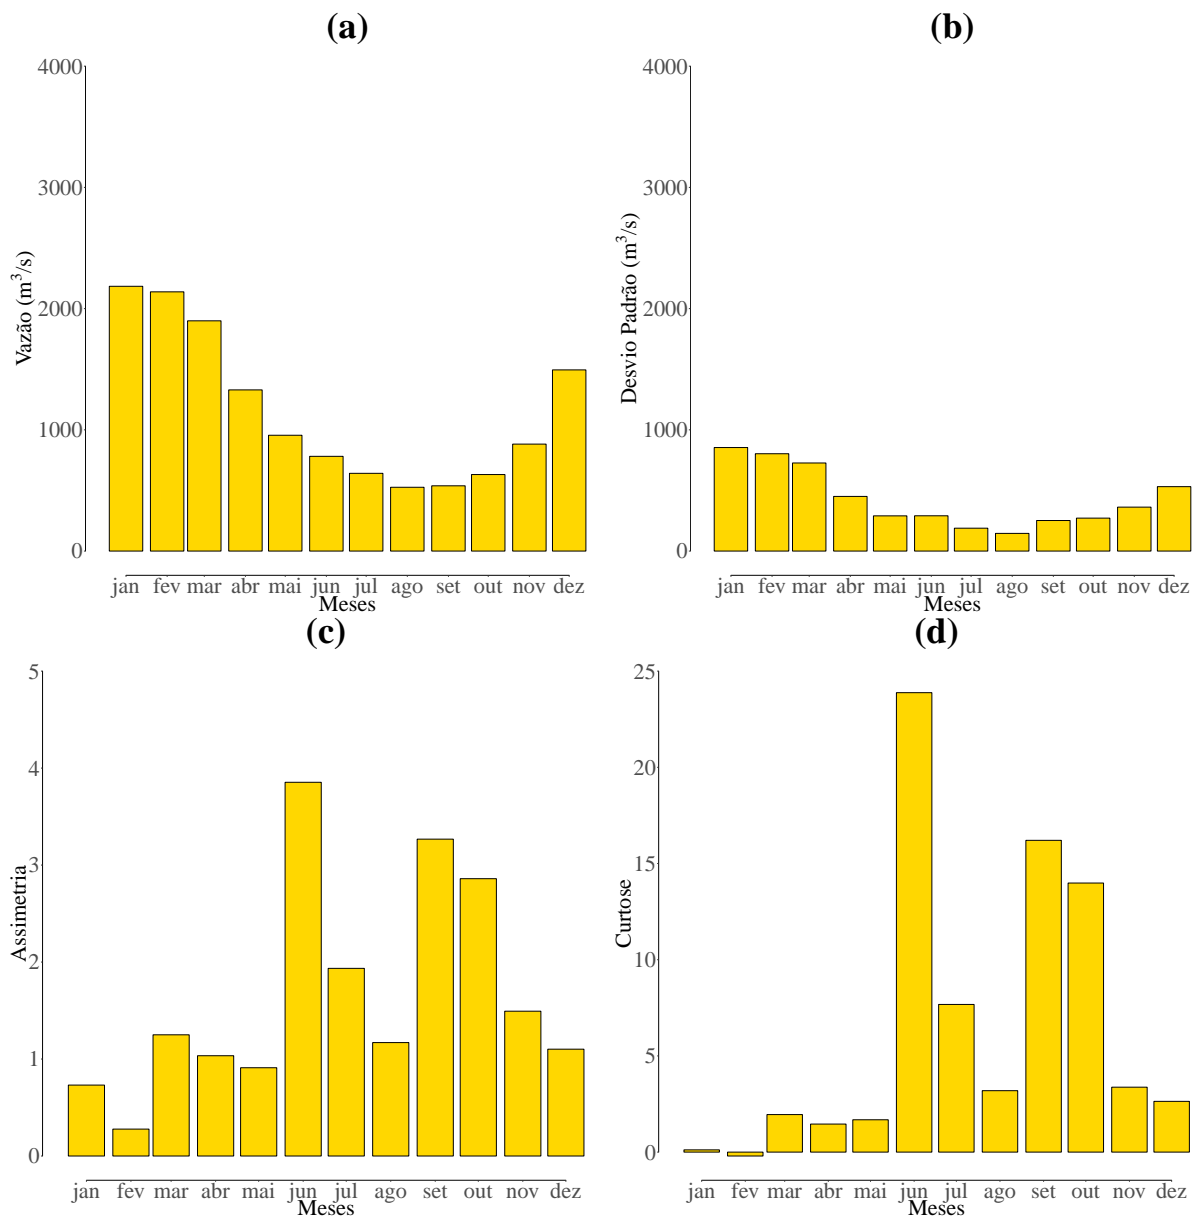 (a)
4000
3000
2000
1000
0
Vazão (m³/s)
jan fev mar abr mai jun jul ago set out nov dez
Meses
(b)
4000
3000
2000
1000
0
Desvio Padrão (m³/s)
jan fev mar abr mai jun jul ago set out nov dez
Meses
(c)
5
4
3
2
1
0
Assimetria
jan fev mar abr mai jun jul ago set out nov dez
Meses
(d)
25
20
15
10
5
0
Curtose
jan fev mar abr mai jun jul ago set out nov dez
Meses